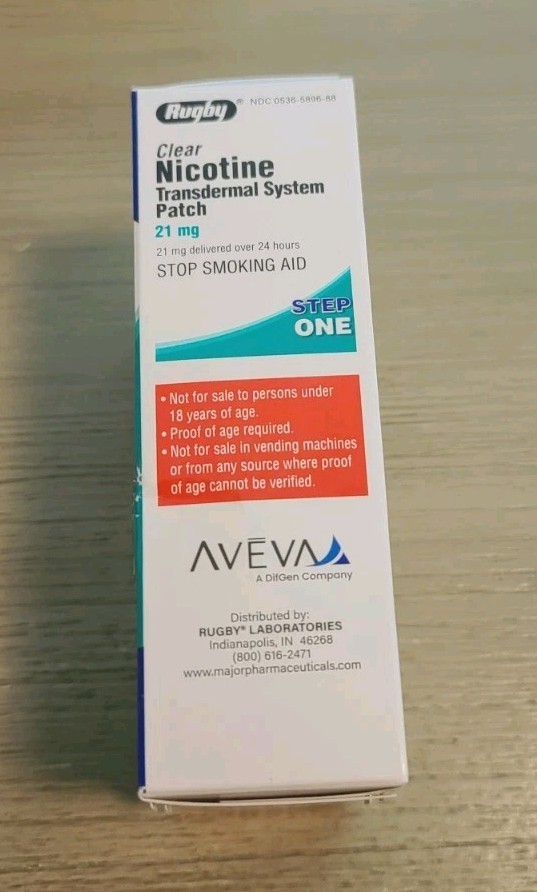 Rugby® NDC 0536-5896-88
Clear
Nicotine
Transdermal System
Patch
21 mg
21 mg delivered over 24 hours
STOP SMOKING AID
STEP
ONE
• Not for sale to persons under
18 years of age.
• Proof of age required.
• Not for sale in vending machines
or from any source where proof
of age cannot be verified.
AVĒVA
A DifGen Company
Distributed by:
RUGBY® LABORATORIES
Indianapolis, IN 46268
(800) 616-2471
www.majorpharmaceuticals.com